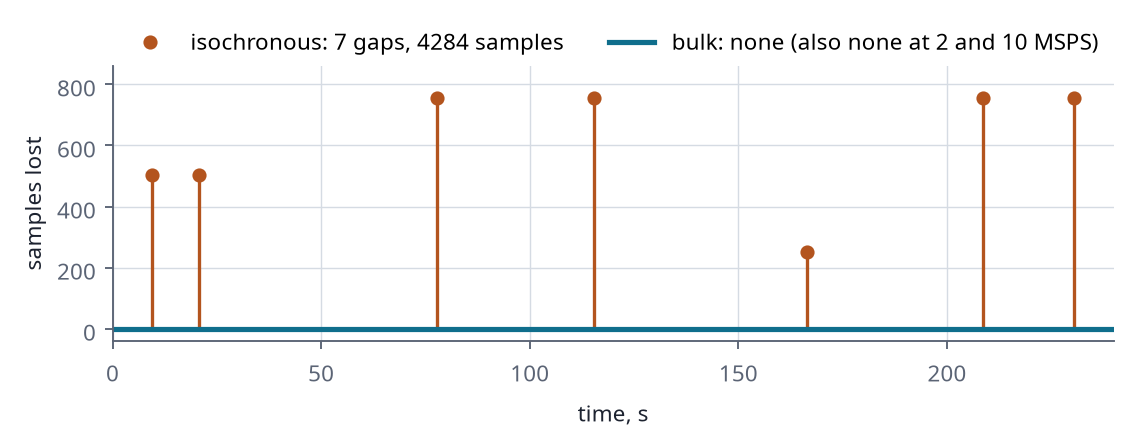 isochronous: 7 gaps, 4284 samples
bulk: none (also none at 2 and 10 MSPS)
samples lost
800
600
400
200
0
0
50
100
150
200
time, s